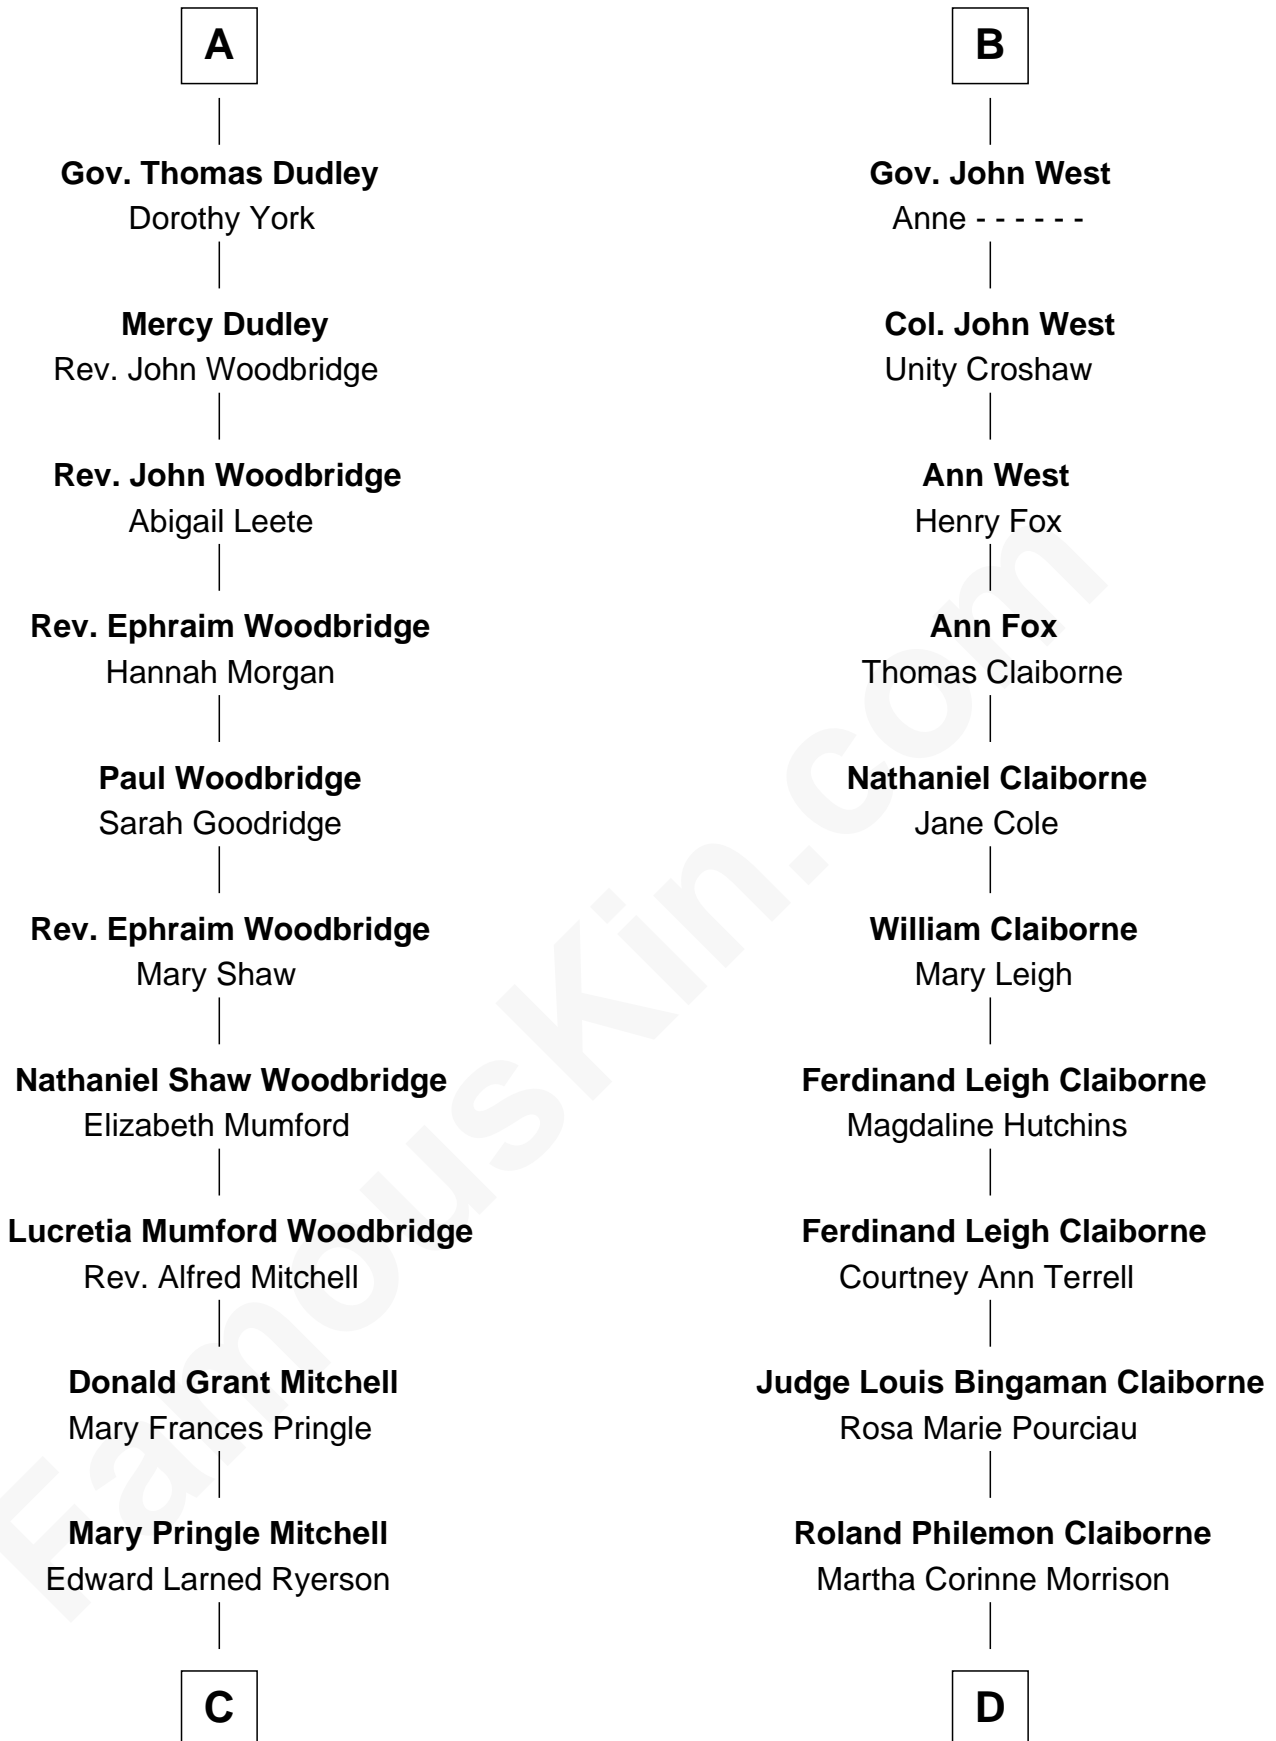 A
Gov. Thomas Dudley
Dorothy York
Mercy Dudley
Rev. John Woodbridge
Rev. John Woodbridge
Abigail Leete
Rev. Ephraim Woodbridge
Hannah Morgan
Paul Woodbridge
Sarah Goodridge
Rev. Ephraim Woodbridge
Mary Shaw
Nathaniel Shaw Woodbridge
Elizabeth Mumford
Lucretia Mumford Woodbridge
Rev. Alfred Mitchell
Donald Grant Mitchell
Mary Frances Pringle
Mary Pringle Mitchell
Edward Larned Ryerson
C
B
Gov. John West
Anne - - - - - -
Col. John West
Unity Croshaw
Ann West
Henry Fox
Ann Fox
Thomas Claiborne
Nathaniel Claiborne
Jane Cole
William Claiborne
Mary Leigh
Ferdinand Leigh Claiborne
Magdaline Hutchins
Ferdinand Leigh Claiborne
Courtney Ann Terrell
Judge Louis Bingaman Claiborne
Rosa Marie Pourciau
Roland Philemon Claiborne
Martha Corinne Morrison
D
FamousKin.com